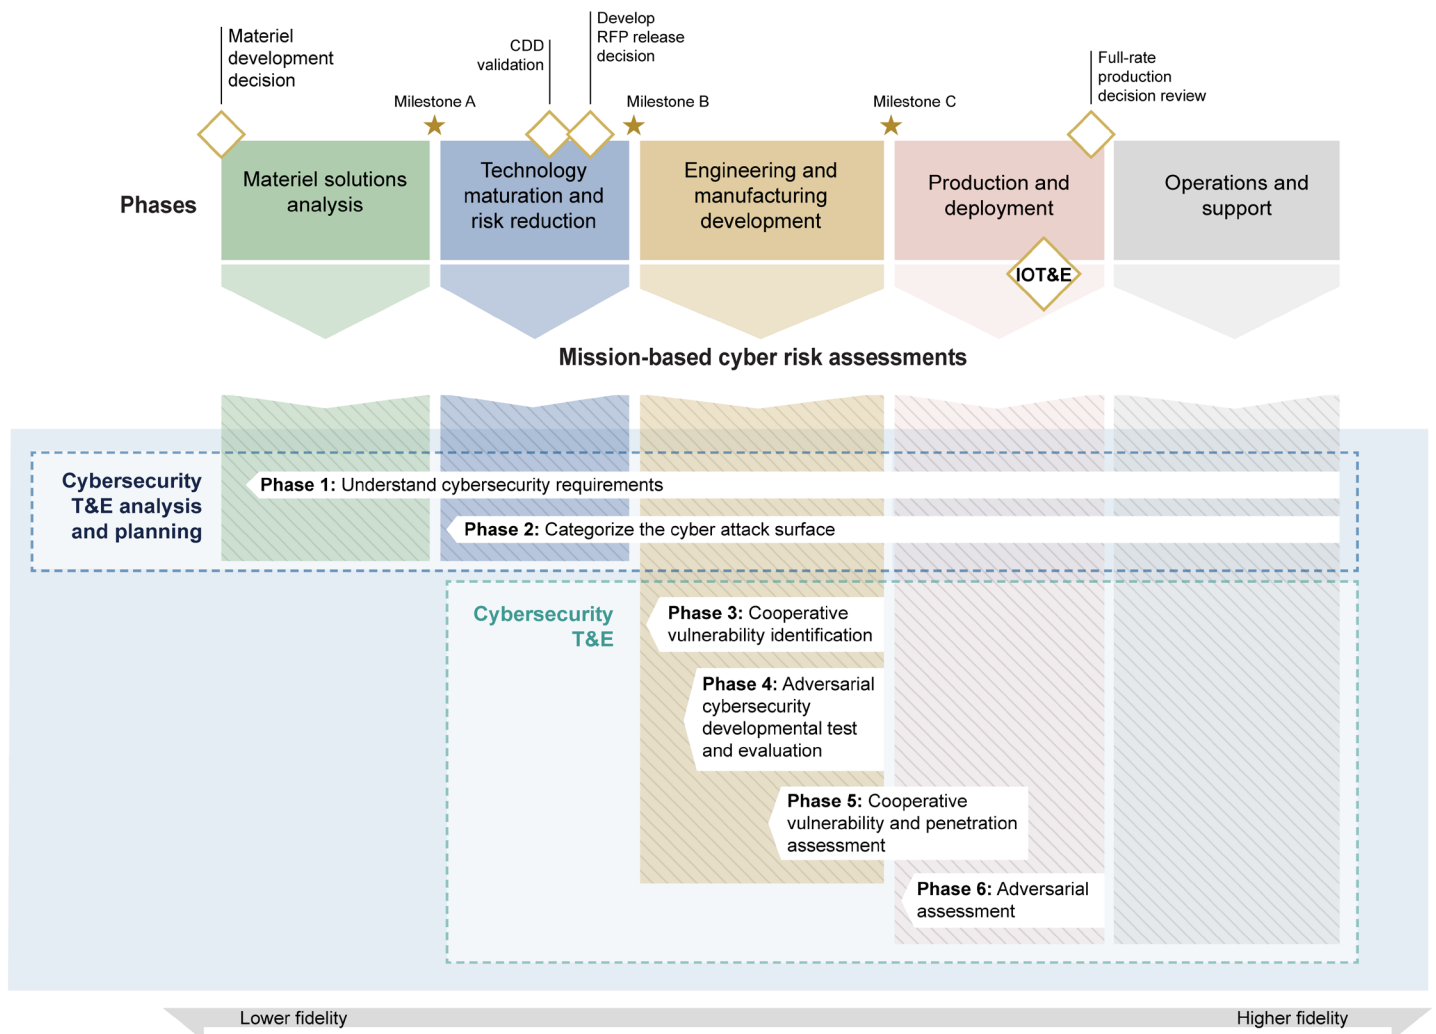 Materiel
development
decision
CDD
validation
Develop
RFP release
decision
Full-rate
production
decision review
Milestone A
Milestone B
Milestone C
Phases
Materiel solutions
analysis
Technology
maturation and
risk reduction
Engineering and
manufacturing
development
Production and
deployment
Operations and
support
IOT&E
Mission-based cyber risk assessments
Cybersecurity
T&E analysis
and planning
Phase 1: Understand cybersecurity requirements
Phase 2: Categorize the cyber attack surface
Cybersecurity
T&E
Phase 3: Cooperative
vulnerability identification
Phase 4: Adversarial
cybersecurity
developmental test
and evaluation
Phase 5: Cooperative
vulnerability and penetration
assessment
Phase 6: Adversarial
assessment
Lower fidelity
Higher fidelity